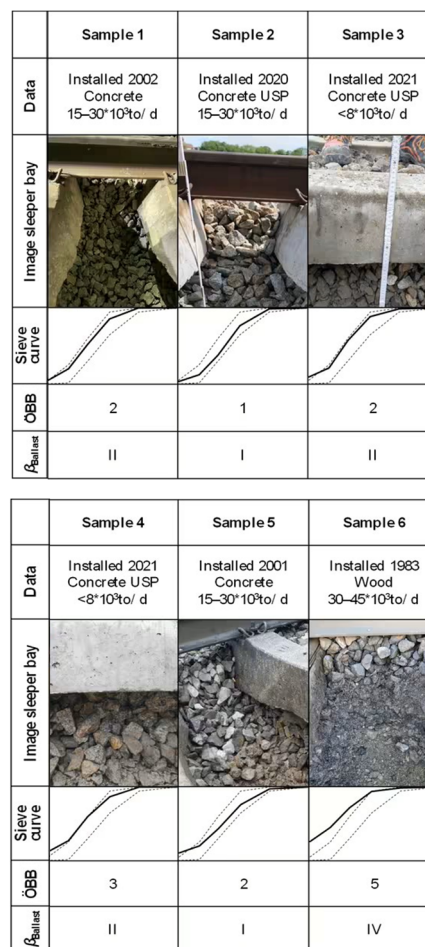 Sample 1 Sample 2 Sample 3
Data
Installed 2002 Installed 2020 Installed 2021
Concrete Concrete USP Concrete USP
15–30*10³to/ d 15–30*10³to/ d <8*10³to/ d
Image sleeper bay
Sieve
curve
ÖBB 2 1 2
βBallast II I II
Sample 4 Sample 5 Sample 6
Data
Installed 2021 Installed 2001 Installed 1983
Concrete USP Concrete Wood
<8*10³to/ d 15–30*10³to/ d 30–45*10³to/ d
Image sleeper bay
Sieve
curve
ÖBB 3 2 5
βBallast II I IV